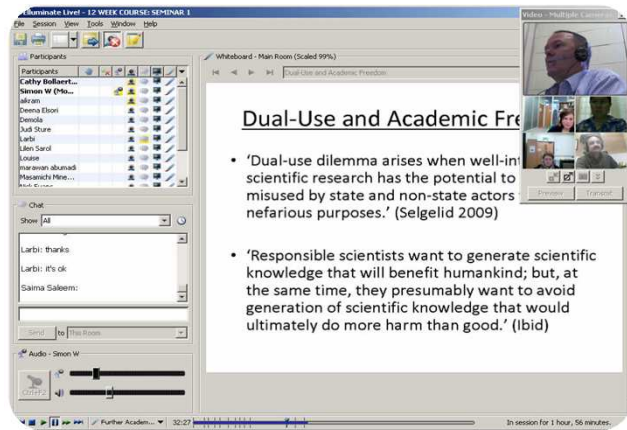 Elluminate Live! - 12 WEEK COURSE: SEMINAR 1
File Session View Tools Window Help
Video - Multiple Cameras
Participants
Participants
Cathy Bollaert...
Simon W (Mo...
aikram
Deena Elsori
Demola
Judi Sture
Larbi
Lilen Sarol
Louise
marawan abumadi
Masamichi Mine...
Nick Evans
Whiteboard - Main Room (Scaled 99%)
Dual-Use and Academic Freedom
Dual-Use and Academic Fre
• ‘Dual-use dilemma arises when well-int
scientific research has the potential to
misused by state and non-state actors
nefarious purposes.’ (Selgelid 2009)
• ‘Responsible scientists want to generate scientific
knowledge that will benefit humankind; but, at
the same time, they presumably want to avoid
generation of scientific knowledge that would
ultimately do more harm than good.’ (Ibid)
Preview Transmit
Chat
Show All
Larbi: thanks
Larbi: it's ok
Saima Saleem:
Send to This Room
Audio - Simon W
Ctrl+F2
Further Academ... 32:27
In session for 1 hour, 56 minutes.